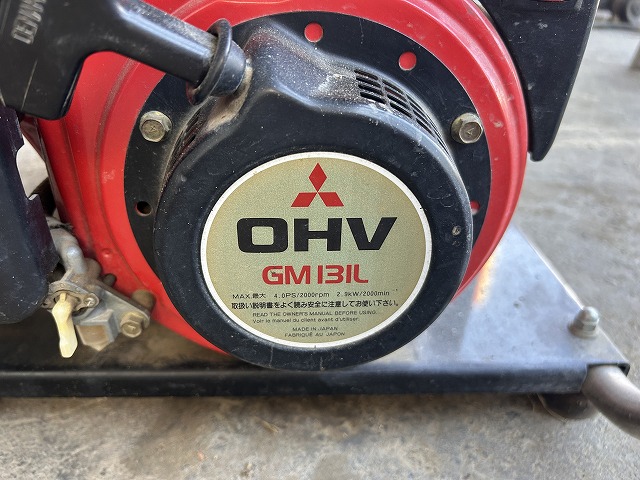 OHV
GM131L
MAX.最大 4.0PS/2000rpm 2.9kW/2000min
取扱い説明書をよく読み安全に注意してお使い下さい。
READ THE OWNER'S MANUAL BEFORE USING.
Voir le manuel du client avant d'utiliser.
MADE IN JAPAN
FABRIQUÉ AU JAPON